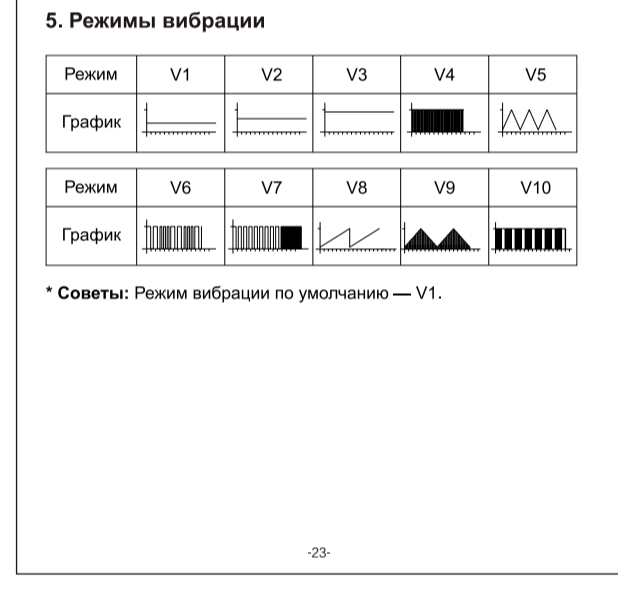 5. Режимы вибрации
Режим V1 V2 V3 V4 V5
График
Режим V6 V7 V8 V9 V10
График
* Советы: Режим вибрации по умолчанию — V1.
-23-